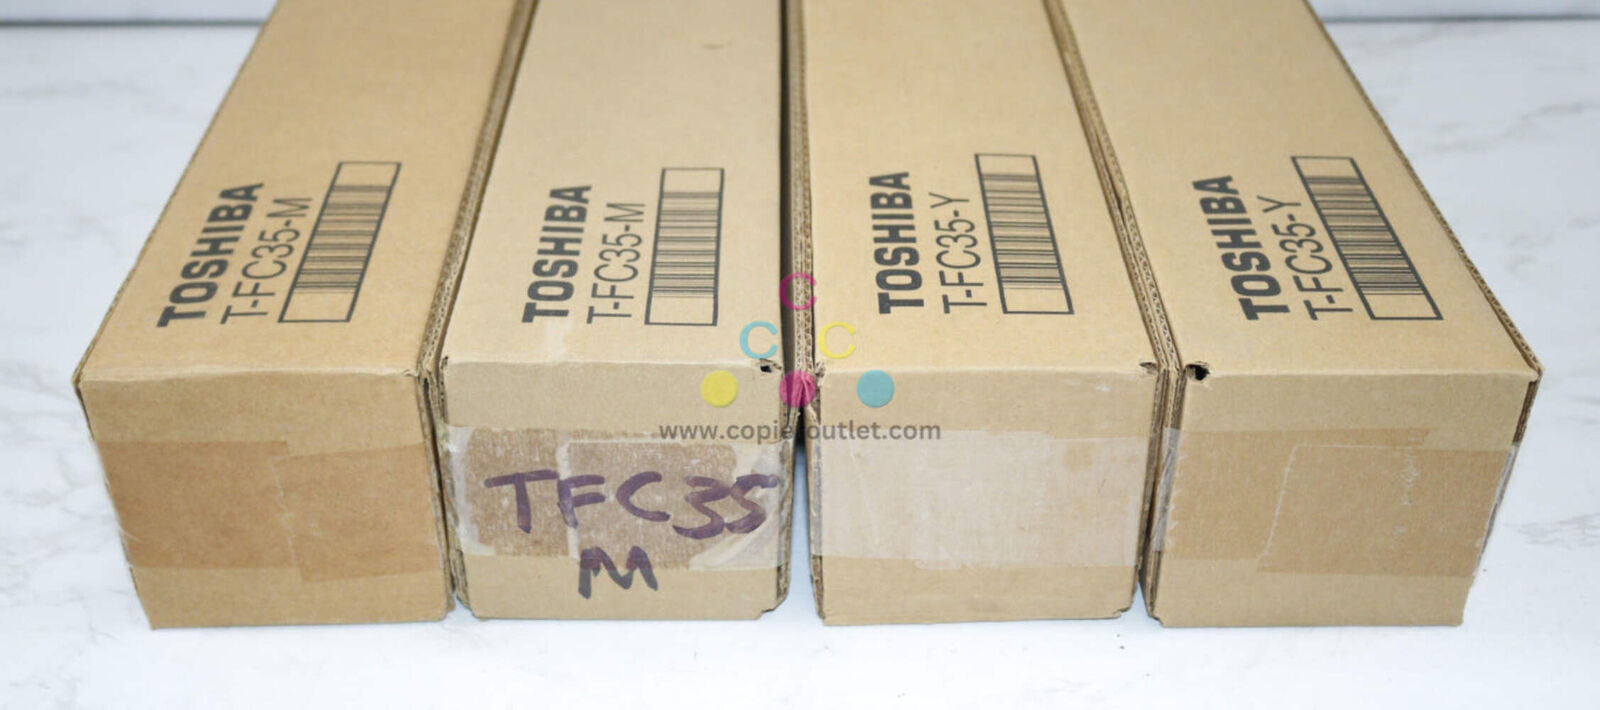 TOSHIBA
T-FC35-M
TOSHIBA
T-FC35-M
TOSHIBA
T-FC35-Y
TOSHIBA
T-FC35-Y
C
C C
www.copieroutlet.com
TFC35
M